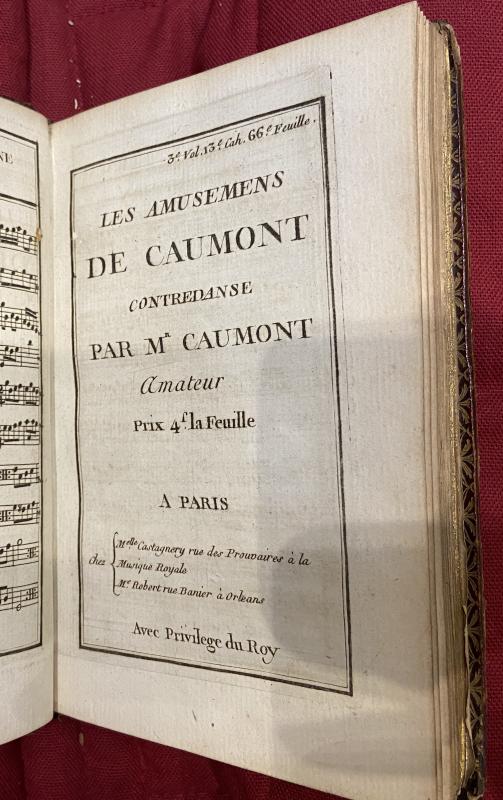 NE
3.e Vol. 13.e Cah. 66.e Feuille.
LES AMUSEMENS
DE CAUMONT
CONTREDANSE
PAR M.R CAUMONT
Amateur
Prix 4.f la Feuille
A PARIS
chez
M.elle Castagnery rue des Prouvaires à la
Musique Royale
M.r Robert rue Banier à Orleans
Avec Privilege du Roy